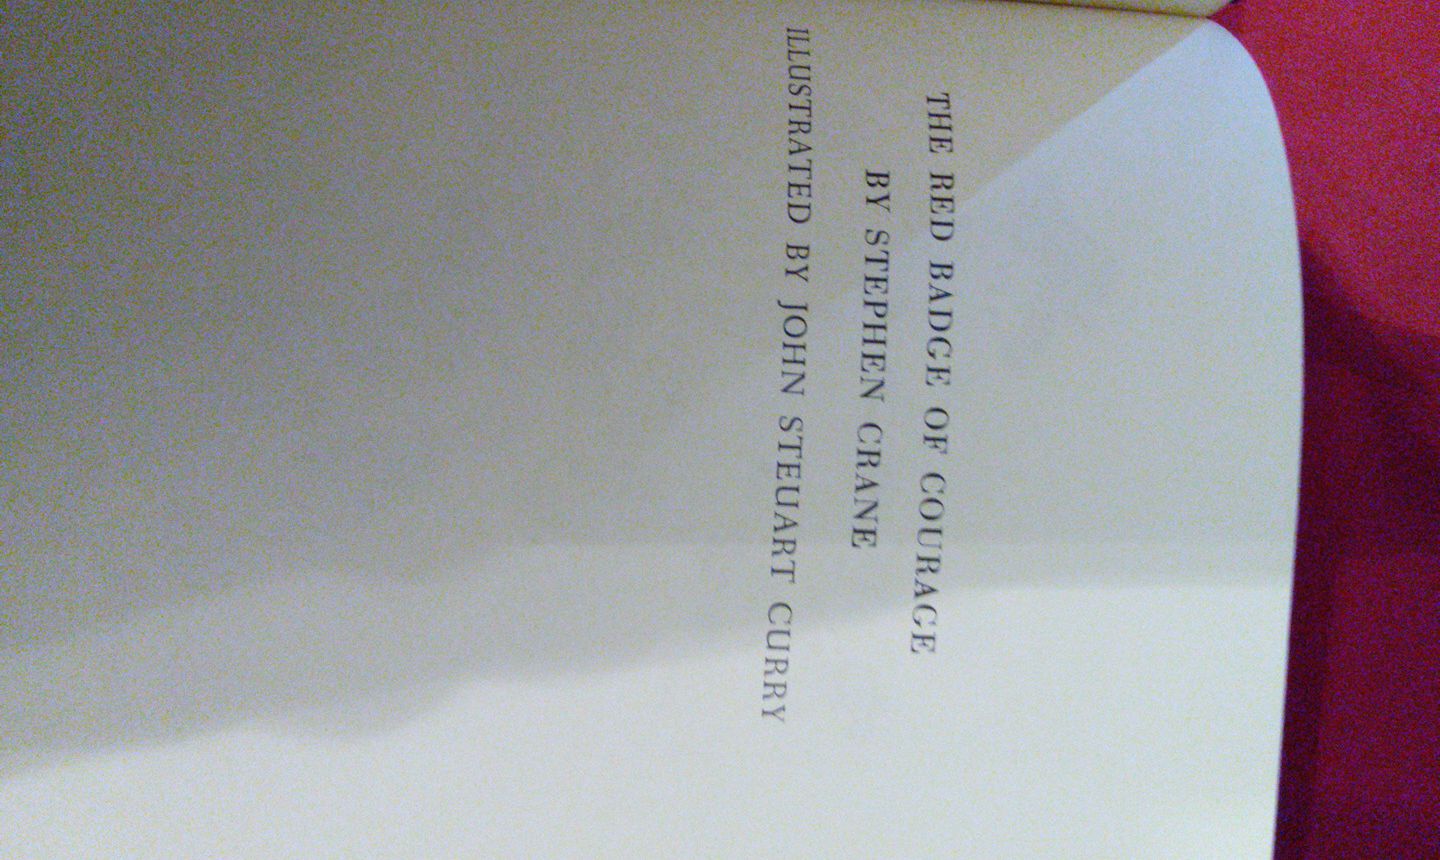 THE RED BADGE OF COURAGE
BY STEPHEN CRANE
ILLUSTRATED BY JOHN STEUART CURRY